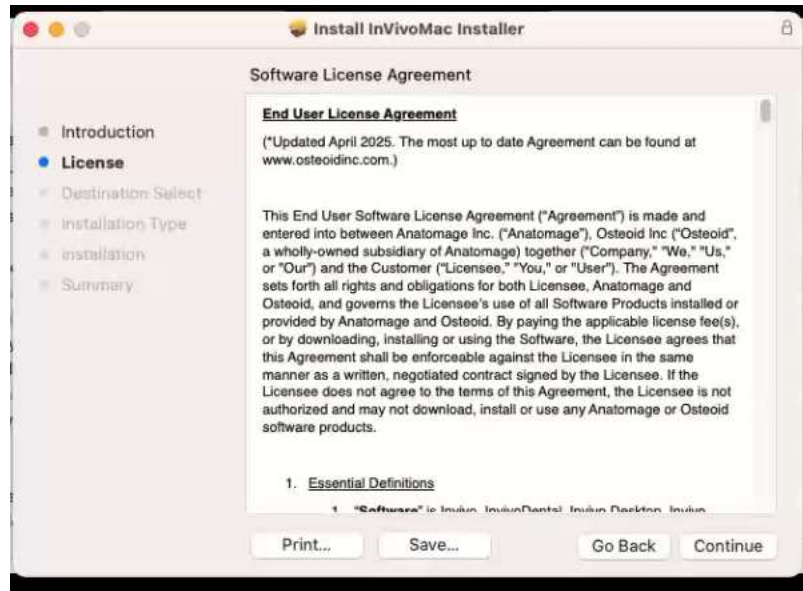 Install InVivoMac Installer
Software License Agreement
Introduction
License
Destination Select
Installation Type
Installation
Summary
End User License Agreement
(*Updated April 2025. The most up to date Agreement can be found at
www.osteoidinc.com.)
This End User Software License Agreement ("Agreement") is made and
entered into between Anatomage Inc. ("Anatomage"), Osteoid Inc ("Osteoid",
a wholly-owned subsidiary of Anatomage) together ("Company," "We," "Us,"
or "Our") and the Customer ("Licensee," "You," or "User"). The Agreement
sets forth all rights and obligations for both Licensee, Anatomage and
Osteoid, and governs the Licensee's use of all Software Products installed or
provided by Anatomage and Osteoid. By paying the applicable license fee(s),
or by downloading, installing or using the Software, the Licensee agrees that
this Agreement shall be enforceable against the Licensee in the same
manner as a written, negotiated contract signed by the Licensee. If the
Licensee does not agree to the terms of this Agreement, the Licensee is not
authorized and may not download, install or use any Anatomage or Osteoid
software products.
1. Essential Definitions
1. "Software" is Invivo, InvivoDental, Invivo Desktop, Invivo
Print...
Save...
Go Back
Continue